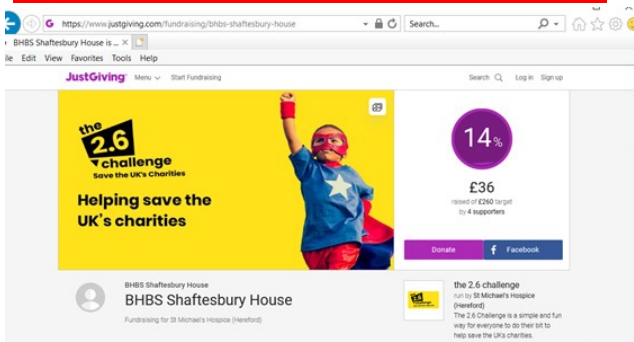 https://www.justgiving.com/fundraising/bhbs-shaftesbury-house
Search...
BHBS Shaftesbury House is ... ×
le Edit View Favorites Tools Help
JustGiving Menu Start Fundraising Search Log in Sign up
the
2.6
challenge
Save the UK's Charities
Helping save the
UK's charities
14%
£36
raised of £260 target
by 4 supporters
Donate
f Facebook
BHBS Shaftesbury House
BHBS Shaftesbury House
Fundraising for St Michael's Hospice (Hereford)
the 2.6 challenge
run by St Michael's Hospice
(Hereford)
The 2.6 Challenge is a simple and fun
way for everyone to do their bit to
help save the UK's charities.